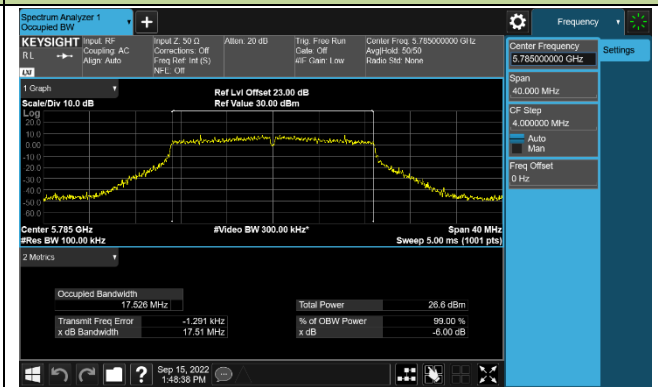 Spectrum Analyzer 1
Occupied BW
+
Frequency
KEYSIGHT
RL
LXI
Input: RF
Coupling: AC
Align: Auto
Input Z: 50 Ω
Corrections: Off
Freq Ref: Int (S)
NFE: Off
Atten: 20 dB
Trig: Free Run
Gate: Off
#IF Gain: Low
Center Freq: 5.785000000 GHz
Avg|Hold: 50/50
Radio Std: None
Center Frequency
5.785000000 GHz
Settings
Span
40.000 MHz
CF Step
4.000000 MHz
Auto
Man
Freq Offset
0 Hz
1 Graph
Scale/Div 10.0 dB
Ref Lvl Offset 23.00 dB
Ref Value 30.00 dBm
Log
20.0
10.0
0.00
-10.0
-20.0
-30.0
-40.0
-50.0
-60.0
Center 5.785 GHz
#Video BW 300.00 kHz*
Span 40 MHz
#Res BW 100.00 kHz
Sweep 5.00 ms (1001 pts)
2 Metrics
Occupied Bandwidth
17.526 MHz
Total Power 26.6 dBm
Transmit Freq Error -1.291 kHz
% of OBW Power 99.00 %
x dB Bandwidth 17.51 MHz
x dB -6.00 dB
?
Sep 15, 2022
1:48:38 PM